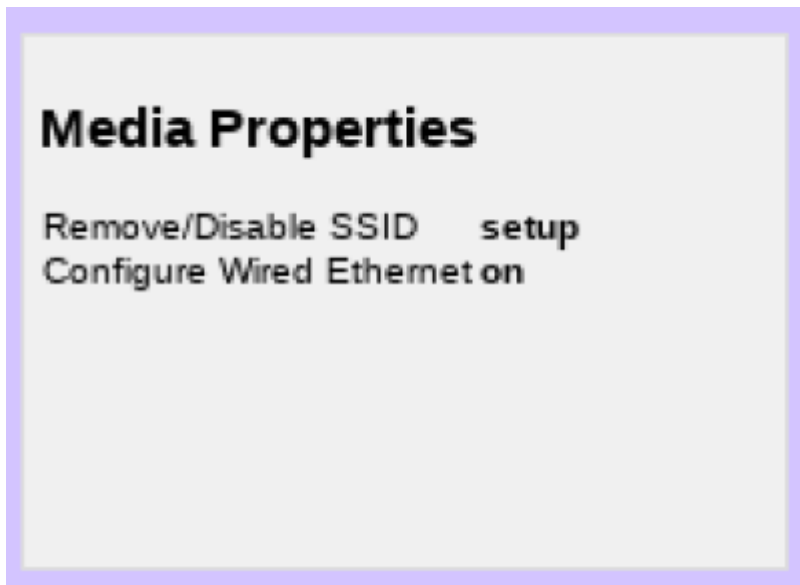 Media Properties
Remove/Disable SSID setup
Configure Wired Ethernet on